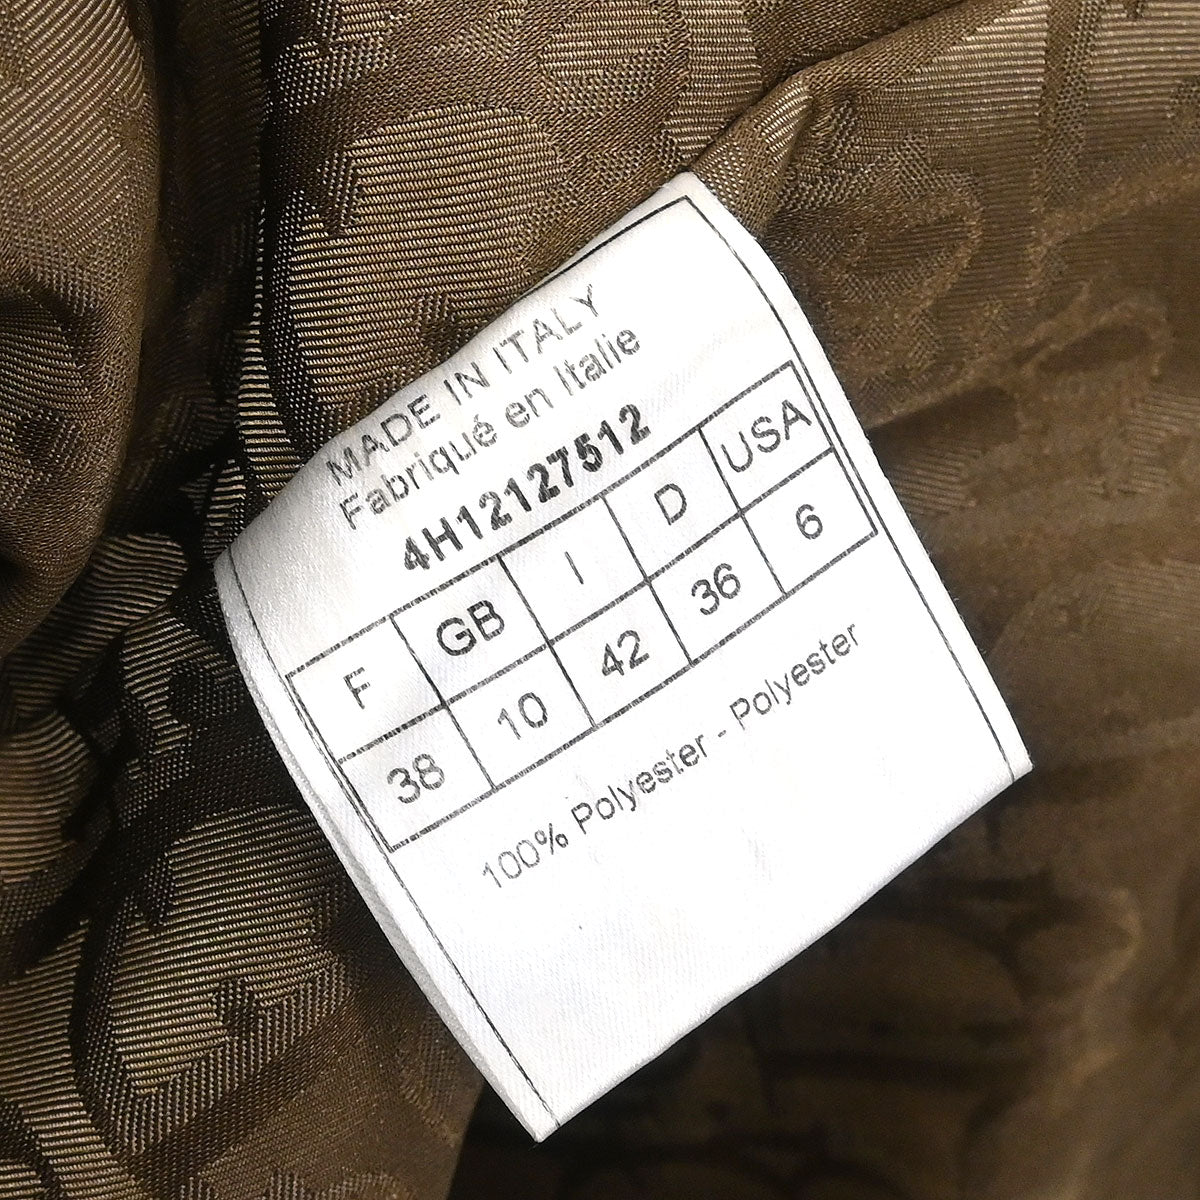 MADE IN ITALY
Fabriqué en Italie
4H12127512
F GB I D USA
38 10 42 36 6
100% Polyester - Polyester